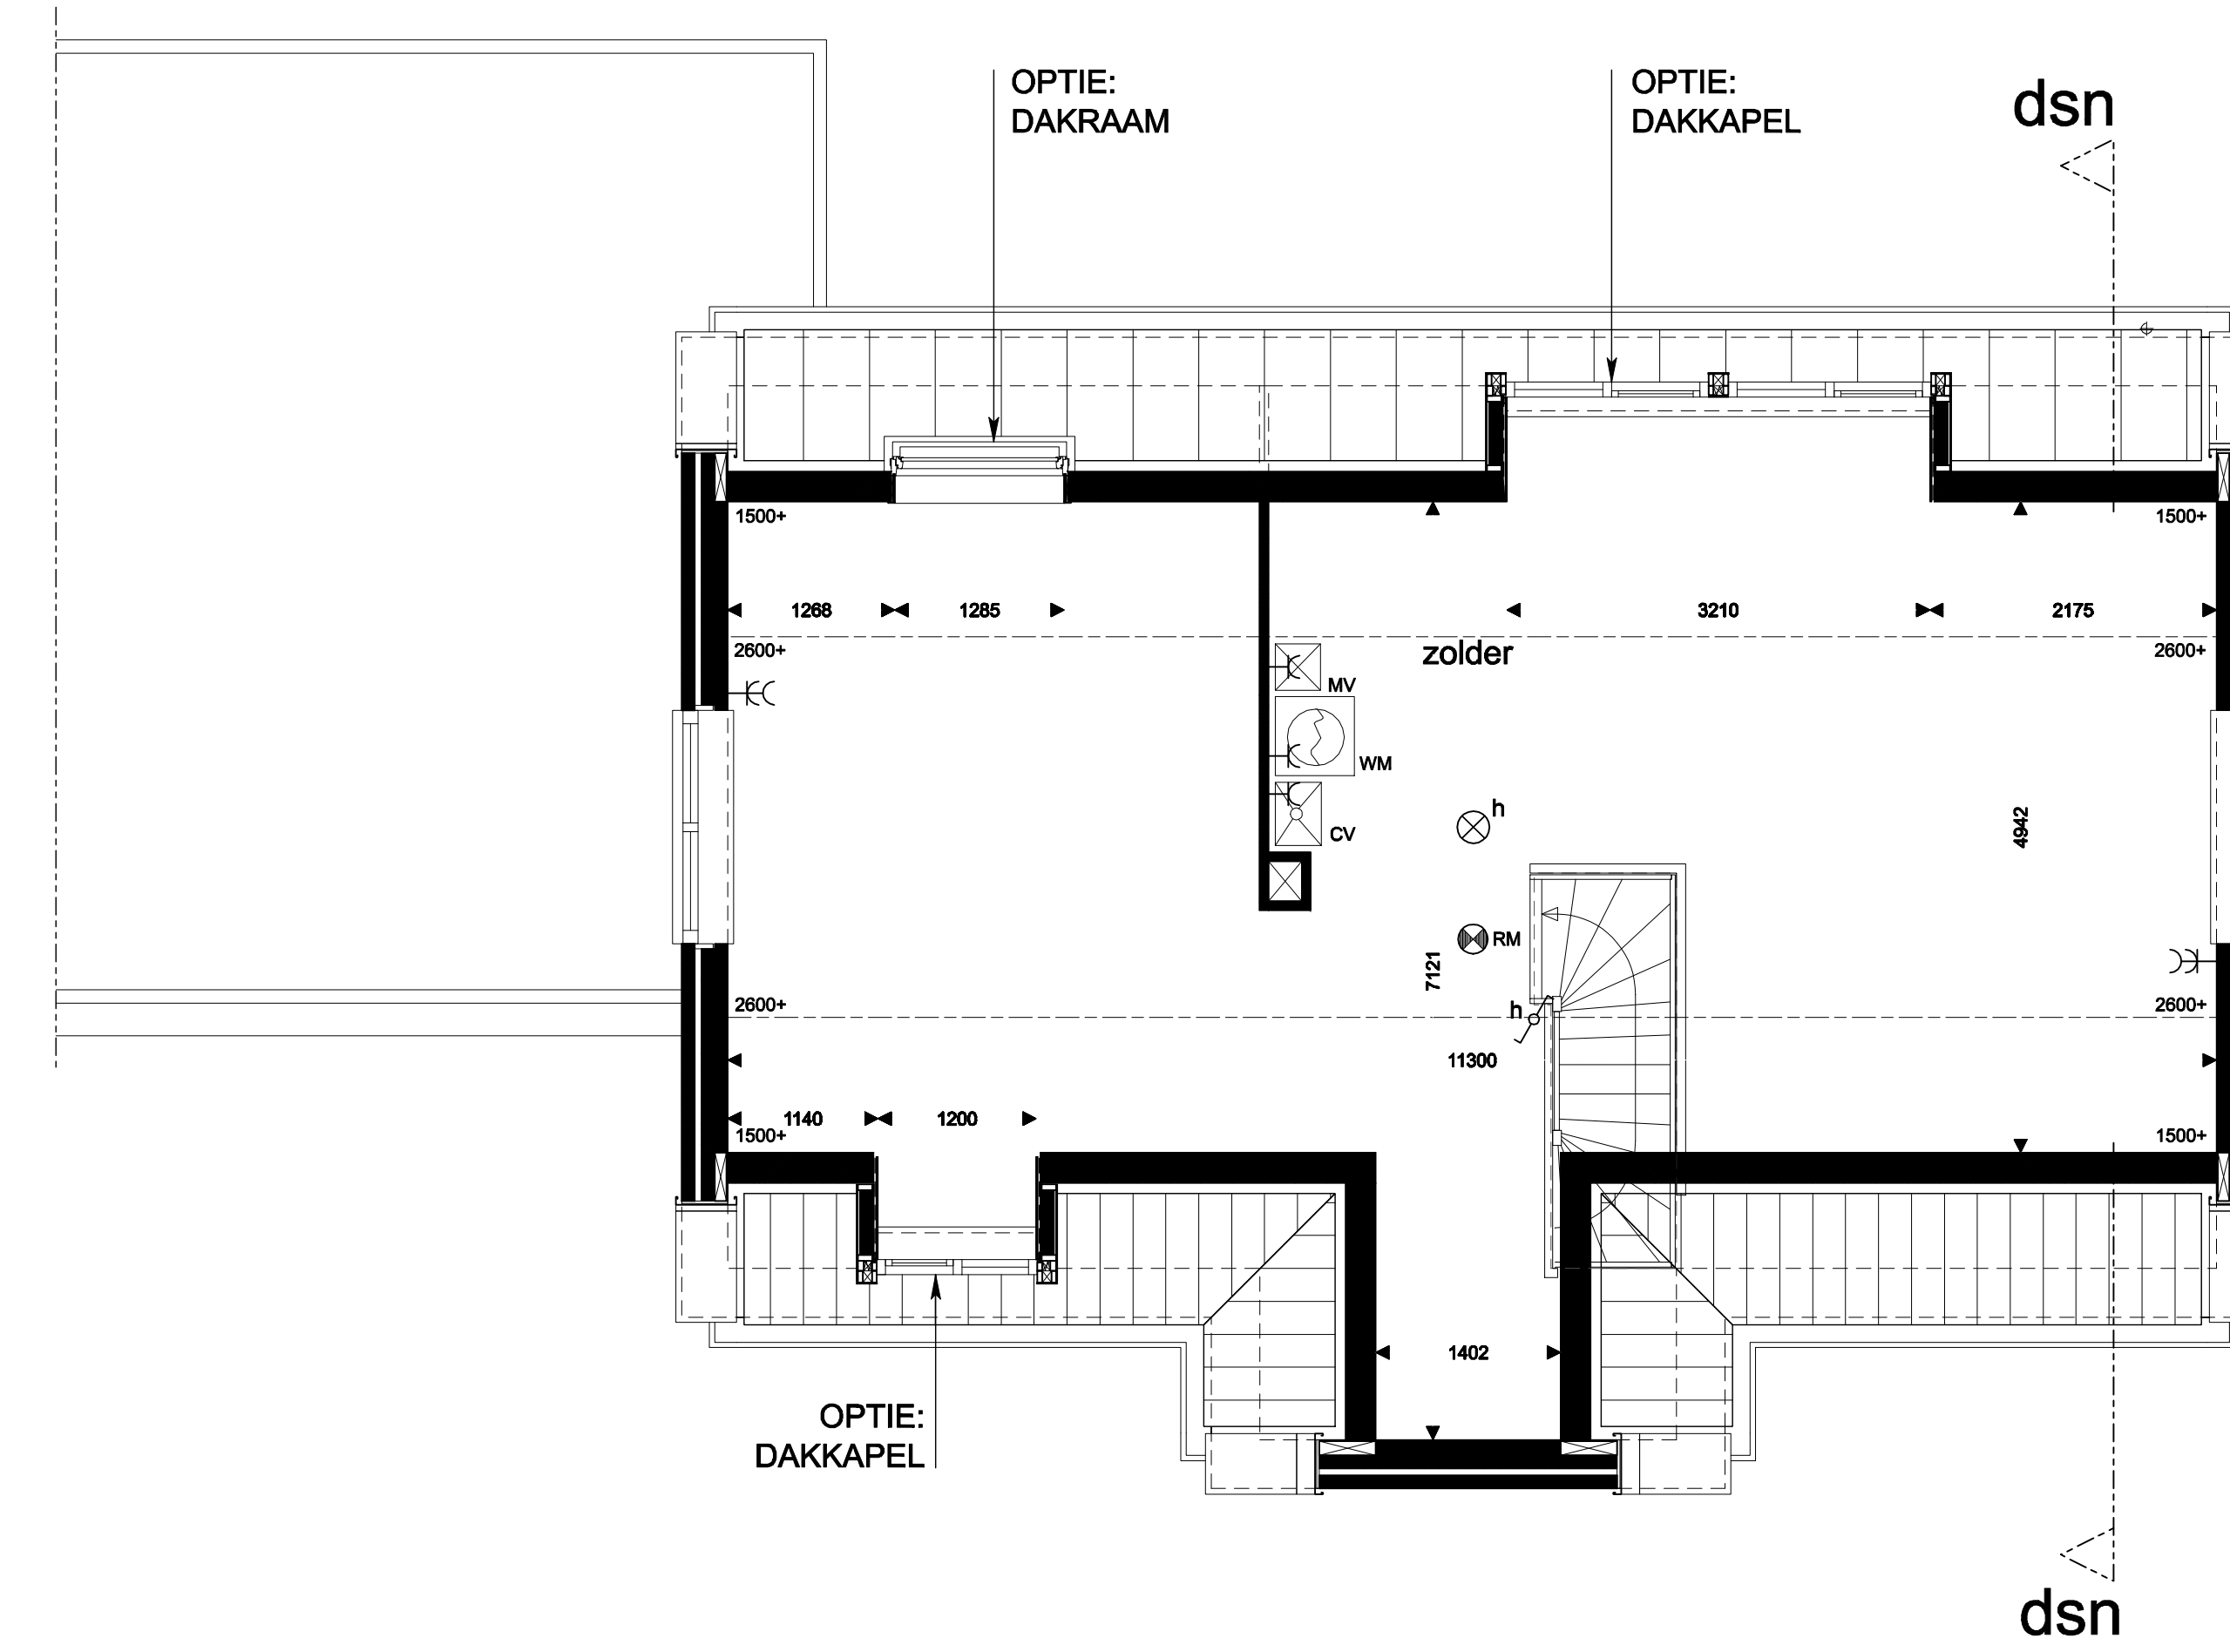 OPTIE:
DAKRAAM
OPTIE:
DAKKAPEL
dsn
1500+
1500+
1268
1285
3210
2175
2600+
zolder
2600+
MV
WM
h
CV
4942
RM
7121
2600+
h
2600+
11300
1140
1200
1500+
1500+
1402
OPTIE:
DAKKAPEL
dsn